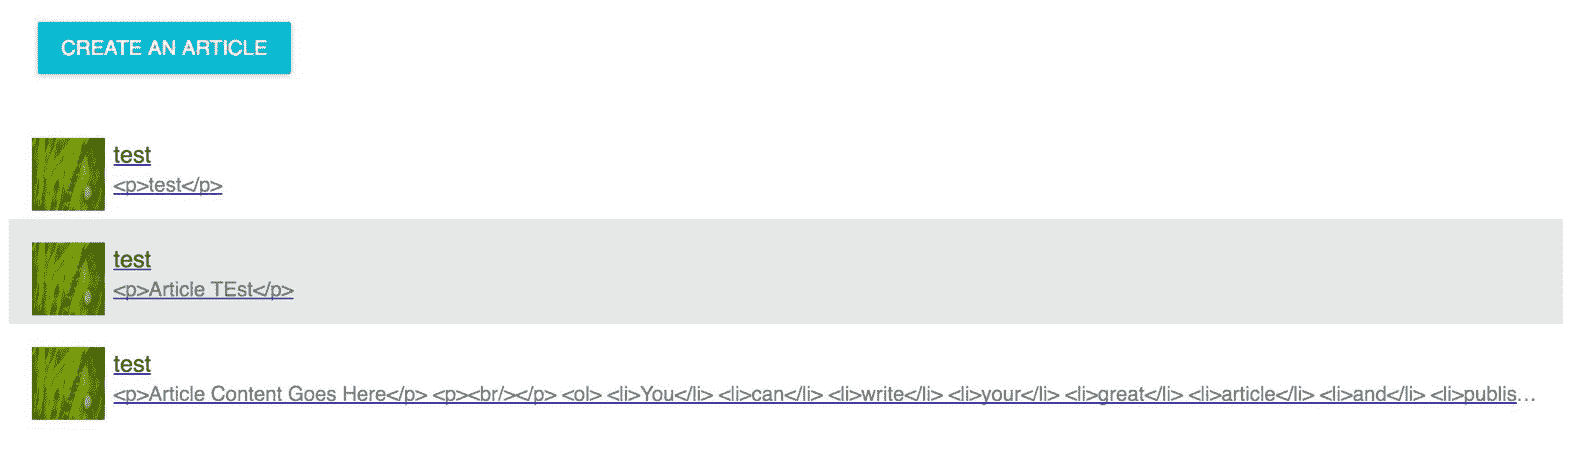 CREATE AN ARTICLE
test
<p>test</p>
test
<p>Article TEst</p>
test
<p>Article Content Goes Here</p> <p><br/></p> <ol> <li>You</li> <li>can</li> <li>write</li> <li>your</li> <li>great</li> <li>article</li> <li>and</li> <li>publis…